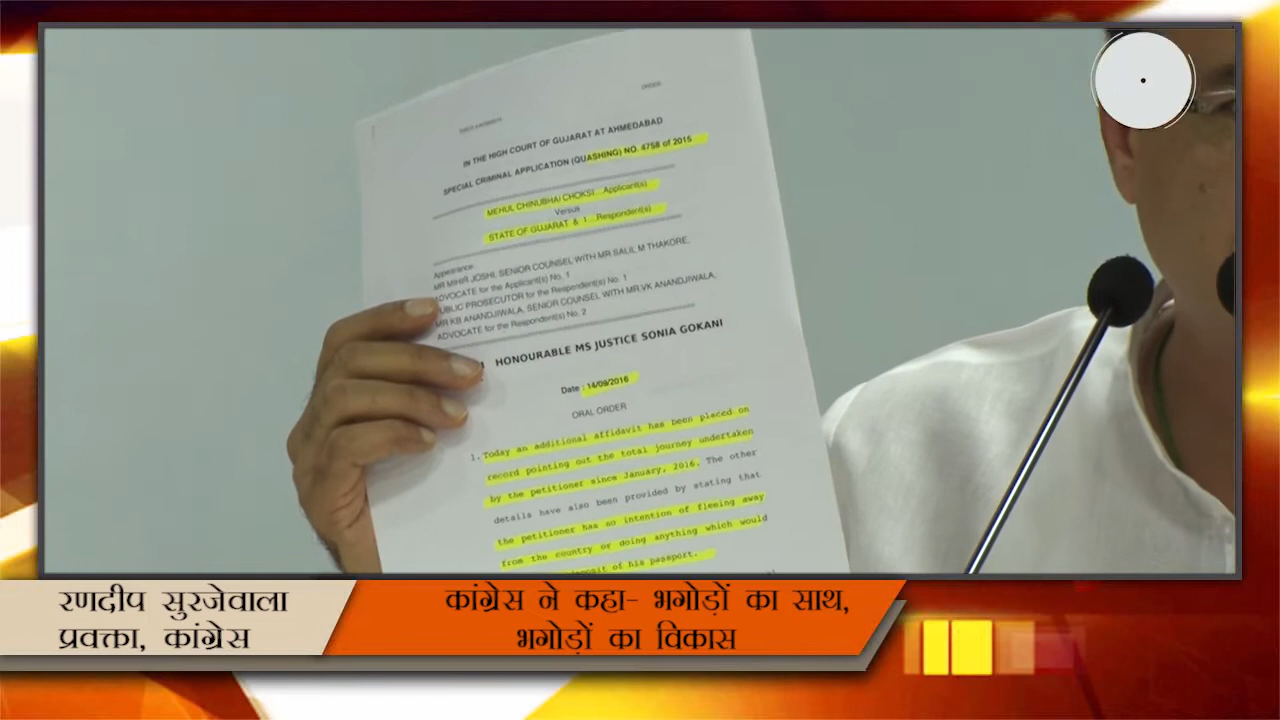 ORDER
IN THE HIGH COURT OF GUJARAT AT AHMEDABAD
SPECIAL CRIMINAL APPLICATION (QUASHING) NO. 4758 of 2015
MEHUL CHINUBHAI CHOKSI....Applicant(s)
Versus
STATE OF GUJARAT & 1....Respondent(s)
Appearance:
MR MIHIR JOSHI, SENIOR COUNSEL WITH MR.SALIL M THAKORE,
ADVOCATE for the Applicant(s) No. 1
PUBLIC PROSECUTOR for the Respondent(s) No. 1
MR.KB ANANDJIWALA, SENIOR COUNSEL WITH MR.VK ANANDJIWALA,
ADVOCATE for the Respondent(s) No. 2
HONOURABLE MS JUSTICE SONIA GOKANI
Date : 14/09/2016
ORAL ORDER
1. Today an additional affidavit has been placed on
record pointing out the total journey undertaken
by the petitioner since January, 2016. The other
details have also been provided by stating that
the petitioner has no intention of fleeing away
from the country or doing anything which would
deposit of his passport.
रणदीप सुरजेवाला
प्रवक्ता, कांग्रेस
कांग्रेस ने कहा- भगोड़ों का साथ,
भगोड़ों का विकास